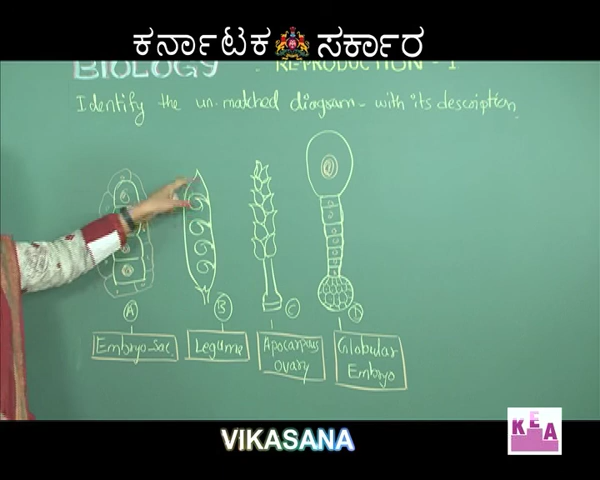 ಕರ್ನಾಟಕ ಸರ್ಕಾರ
BIOLOGY . REPRODUCTION - 1
Identify the un-matched diagram - with its description.
A B C D
Embryo-Sac
Legume
Apocarpous
Ovary
Globular
Embryo
VIKASANA
KEA